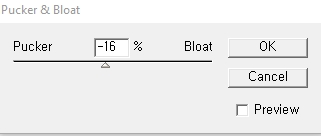 Pucker & Bloat
Pucker -16 % Bloat OK
Cancel
Preview